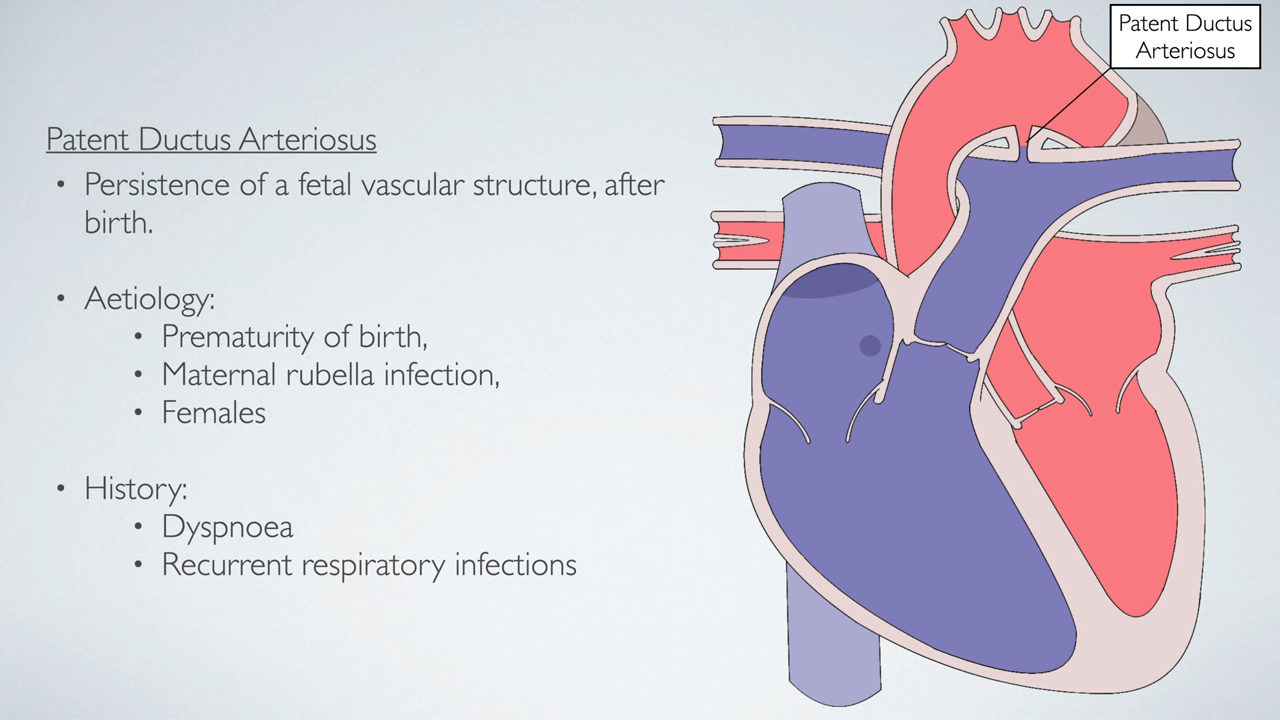 Patent Ductus
Arteriosus
Patent Ductus Arteriosus
• Persistence of a fetal vascular structure, after
birth.
• Aetiology:
• Prematurity of birth,
• Maternal rubella infection,
• Females
• History:
• Dyspnoea
• Recurrent respiratory infections